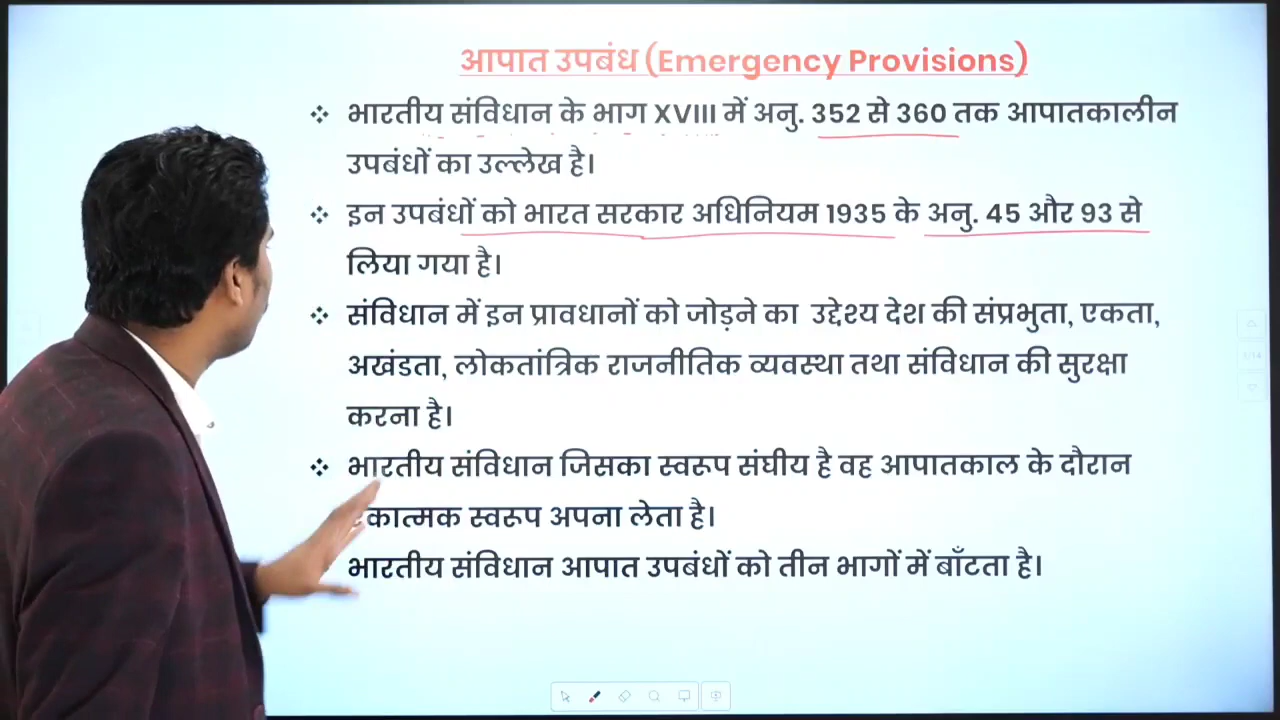 आपात उपबंध (Emergency Provisions)
❖ भारतीय संविधान के भाग XVIII में अनु. 352 से 360 तक आपातकालीन
उपबंधों का उल्लेख है।
❖ इन उपबंधों को भारत सरकार अधिनियम 1935 के अनु. 45 और 93 से
लिया गया है।
❖ संविधान में इन प्रावधानों को जोड़ने का उद्देश्य देश की संप्रभुता, एकता,
अखंडता, लोकतांत्रिक राजनीतिक व्यवस्था तथा संविधान की सुरक्षा
करना है।
❖ भारतीय संविधान जिसका स्वरूप संघीय है वह आपातकाल के दौरान
स्वरूप अपना लेता है।
भारतीय संविधान आपात उपबंधों को तीन भागों में बाँटता है।